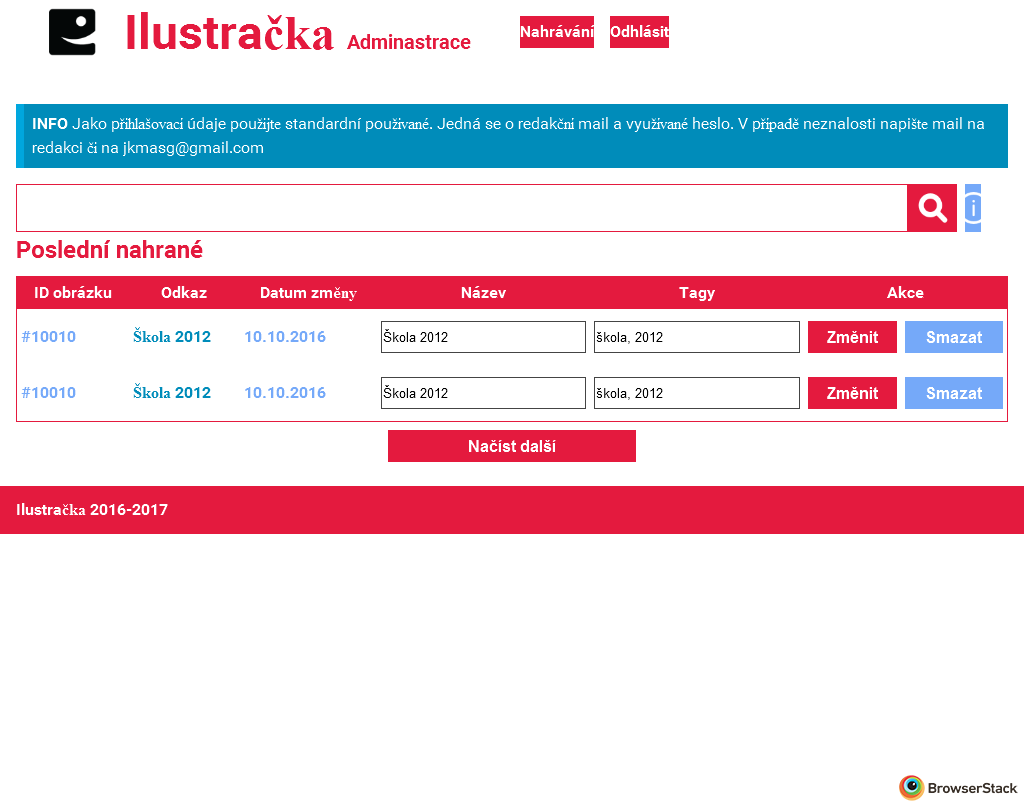 Ilustračka Adminastrace
Nahrávání Odhlásit
INFO Jako přihlašovací údaje použijte standardní používané. Jedná se o redakční mail a využívané heslo. V případě neznalosti napište mail na
redakci či na jkmasg@gmail.com
Poslední nahrané
ID obrázku Odkaz Datum změny Název Tagy Akce
#10010 Škola 2012 10.10.2016 Škola 2012 škola, 2012 Změnit Smazat
#10010 Škola 2012 10.10.2016 Škola 2012 škola, 2012 Změnit Smazat
Načíst další
Ilustračka 2016-2017
BrowserStack